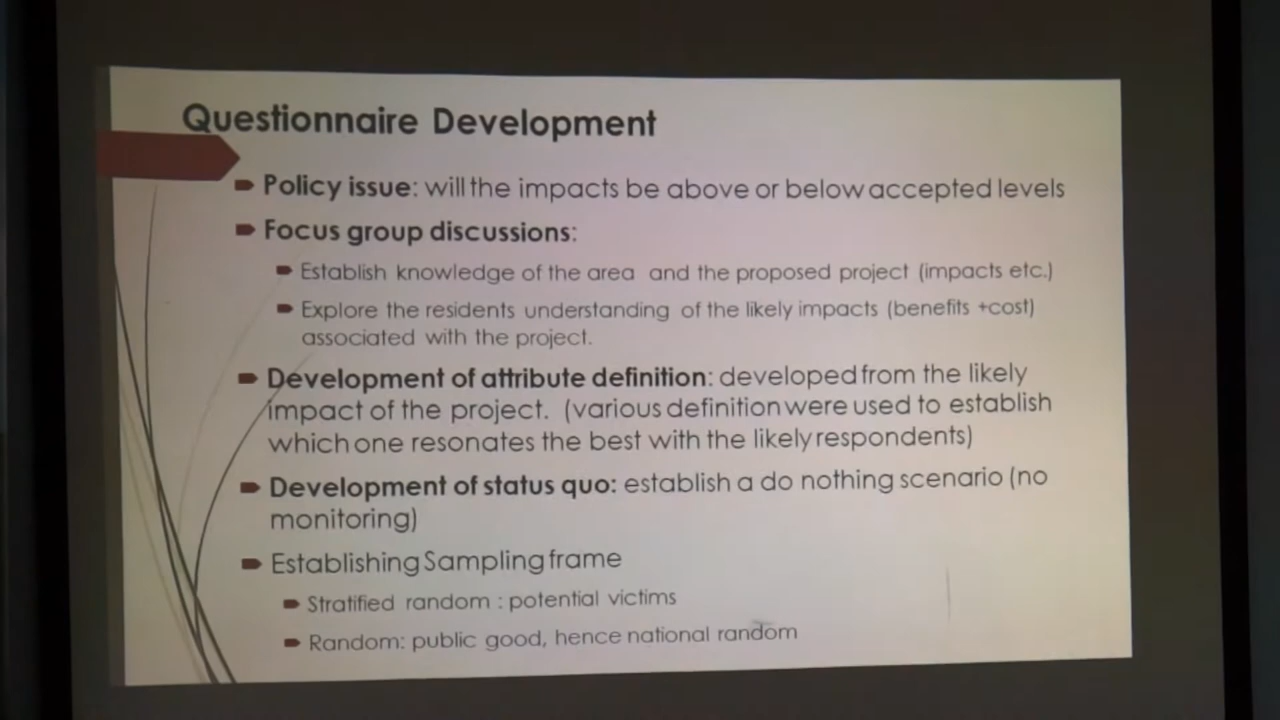 Questionnaire Development
Policy issue: will the impacts be above or below accepted levels
Focus group discussions:
Establish knowledge of the area and the proposed project (impacts etc.)
Explore the residents understanding of the likely impacts (benefits +cost)
associated with the project.
Development of attribute definition: developed from the likely
impact of the project. (various definition were used to establish
which one resonates the best with the likely respondents)
Development of status quo: establish a do nothing scenario (no
monitoring)
Establishing Sampling frame
Stratified random : potential victims
Random: public good, hence national random